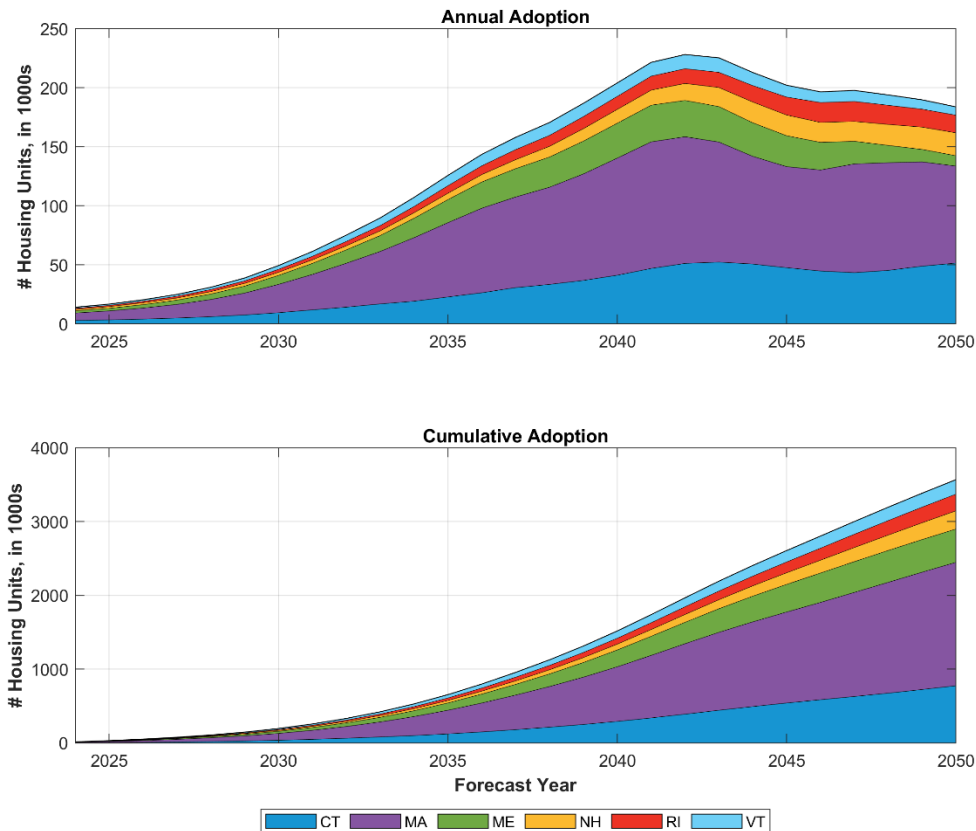 Annual Adoption
# Housing Units, in 1000s
250
200
150
100
50
0
2025 2030 2035 2040 2045 2050
Cumulative Adoption
# Housing Units, in 1000s
4000
3000
2000
1000
0
2025 2030 2035 2040 2045 2050
Forecast Year
CT MA ME NH RI VT